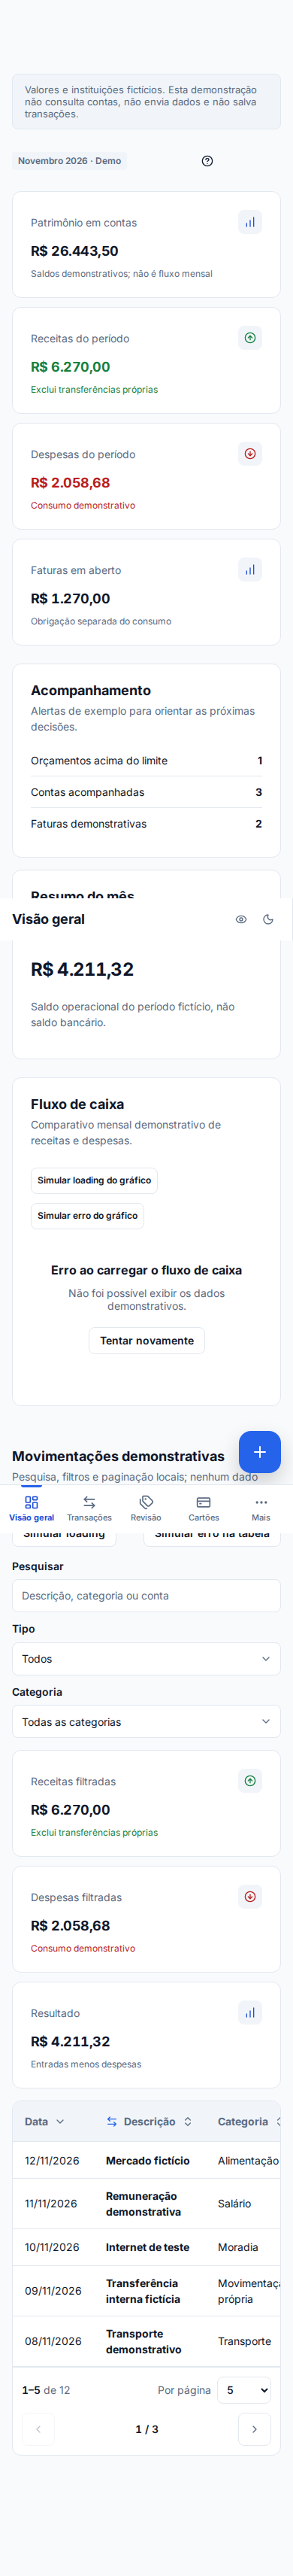 Valores e instituições fictícios. Esta demonstração
não consulta contas, não envia dados e não salva
transações.
Novembro 2026 · Demo
Patrimônio em contas
R$ 26.443,50
Saldos demonstrativos; não é fluxo mensal
Receitas do período
R$ 6.270,00
Exclui transferências próprias
Despesas do período
R$ 2.058,68
Consumo demonstrativo
Faturas em aberto
R$ 1.270,00
Obrigação separada do consumo
Acompanhamento
Alertas de exemplo para orientar as próximas
decisões.
Orçamentos acima do limite 1
Contas acompanhadas 3
Faturas demonstrativas 2
Resumo do mês
Visão geral
R$ 4.211,32
Saldo operacional do período fictício, não
saldo bancário.
Fluxo de caixa
Comparativo mensal demonstrativo de
receitas e despesas.
Simular loading do gráfico
Simular erro do gráfico
Erro ao carregar o fluxo de caixa
Não foi possível exibir os dados
demonstrativos.
Tentar novamente
Movimentações demonstrativas
Pesquisa, filtros e paginação locais; nenhum dado
Visão geral Transações Revisão Cartões Mais
Simular loading Simular erro na tabela
Pesquisar
Descrição, categoria ou conta
Tipo
Todos
Categoria
Todas as categorias
Receitas filtradas
R$ 6.270,00
Exclui transferências próprias
Despesas filtradas
R$ 2.058,68
Consumo demonstrativo
Resultado
R$ 4.211,32
Entradas menos despesas
Data Descrição Categoria
12/11/2026 Mercado fictício Alimentação
11/11/2026 Remuneração
demonstrativa Salário
10/11/2026 Internet de teste Moradia
09/11/2026 Transferência
interna fictícia Movimentaç
própria
08/11/2026 Transporte
demonstrativo Transporte
1–5 de 12 Por página 5
1 / 3